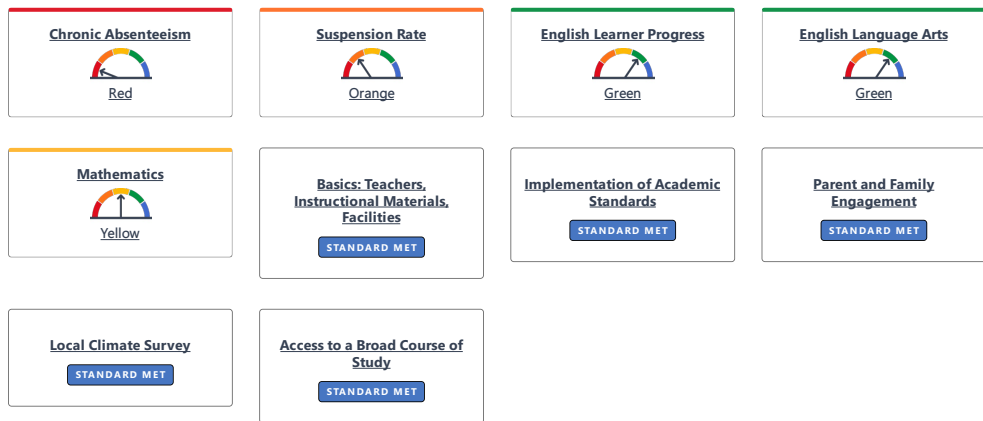 Chronic Absenteeism
Red
Suspension Rate
Orange
English Learner Progress
Green
English Language Arts
Green
Mathematics
Yellow
Basics: Teachers,
Instructional Materials,
Facilities
STANDARD MET
Implementation of Academic
Standards
STANDARD MET
Parent and Family
Engagement
STANDARD MET
Local Climate Survey
STANDARD MET
Access to a Broad Course of
Study
STANDARD MET